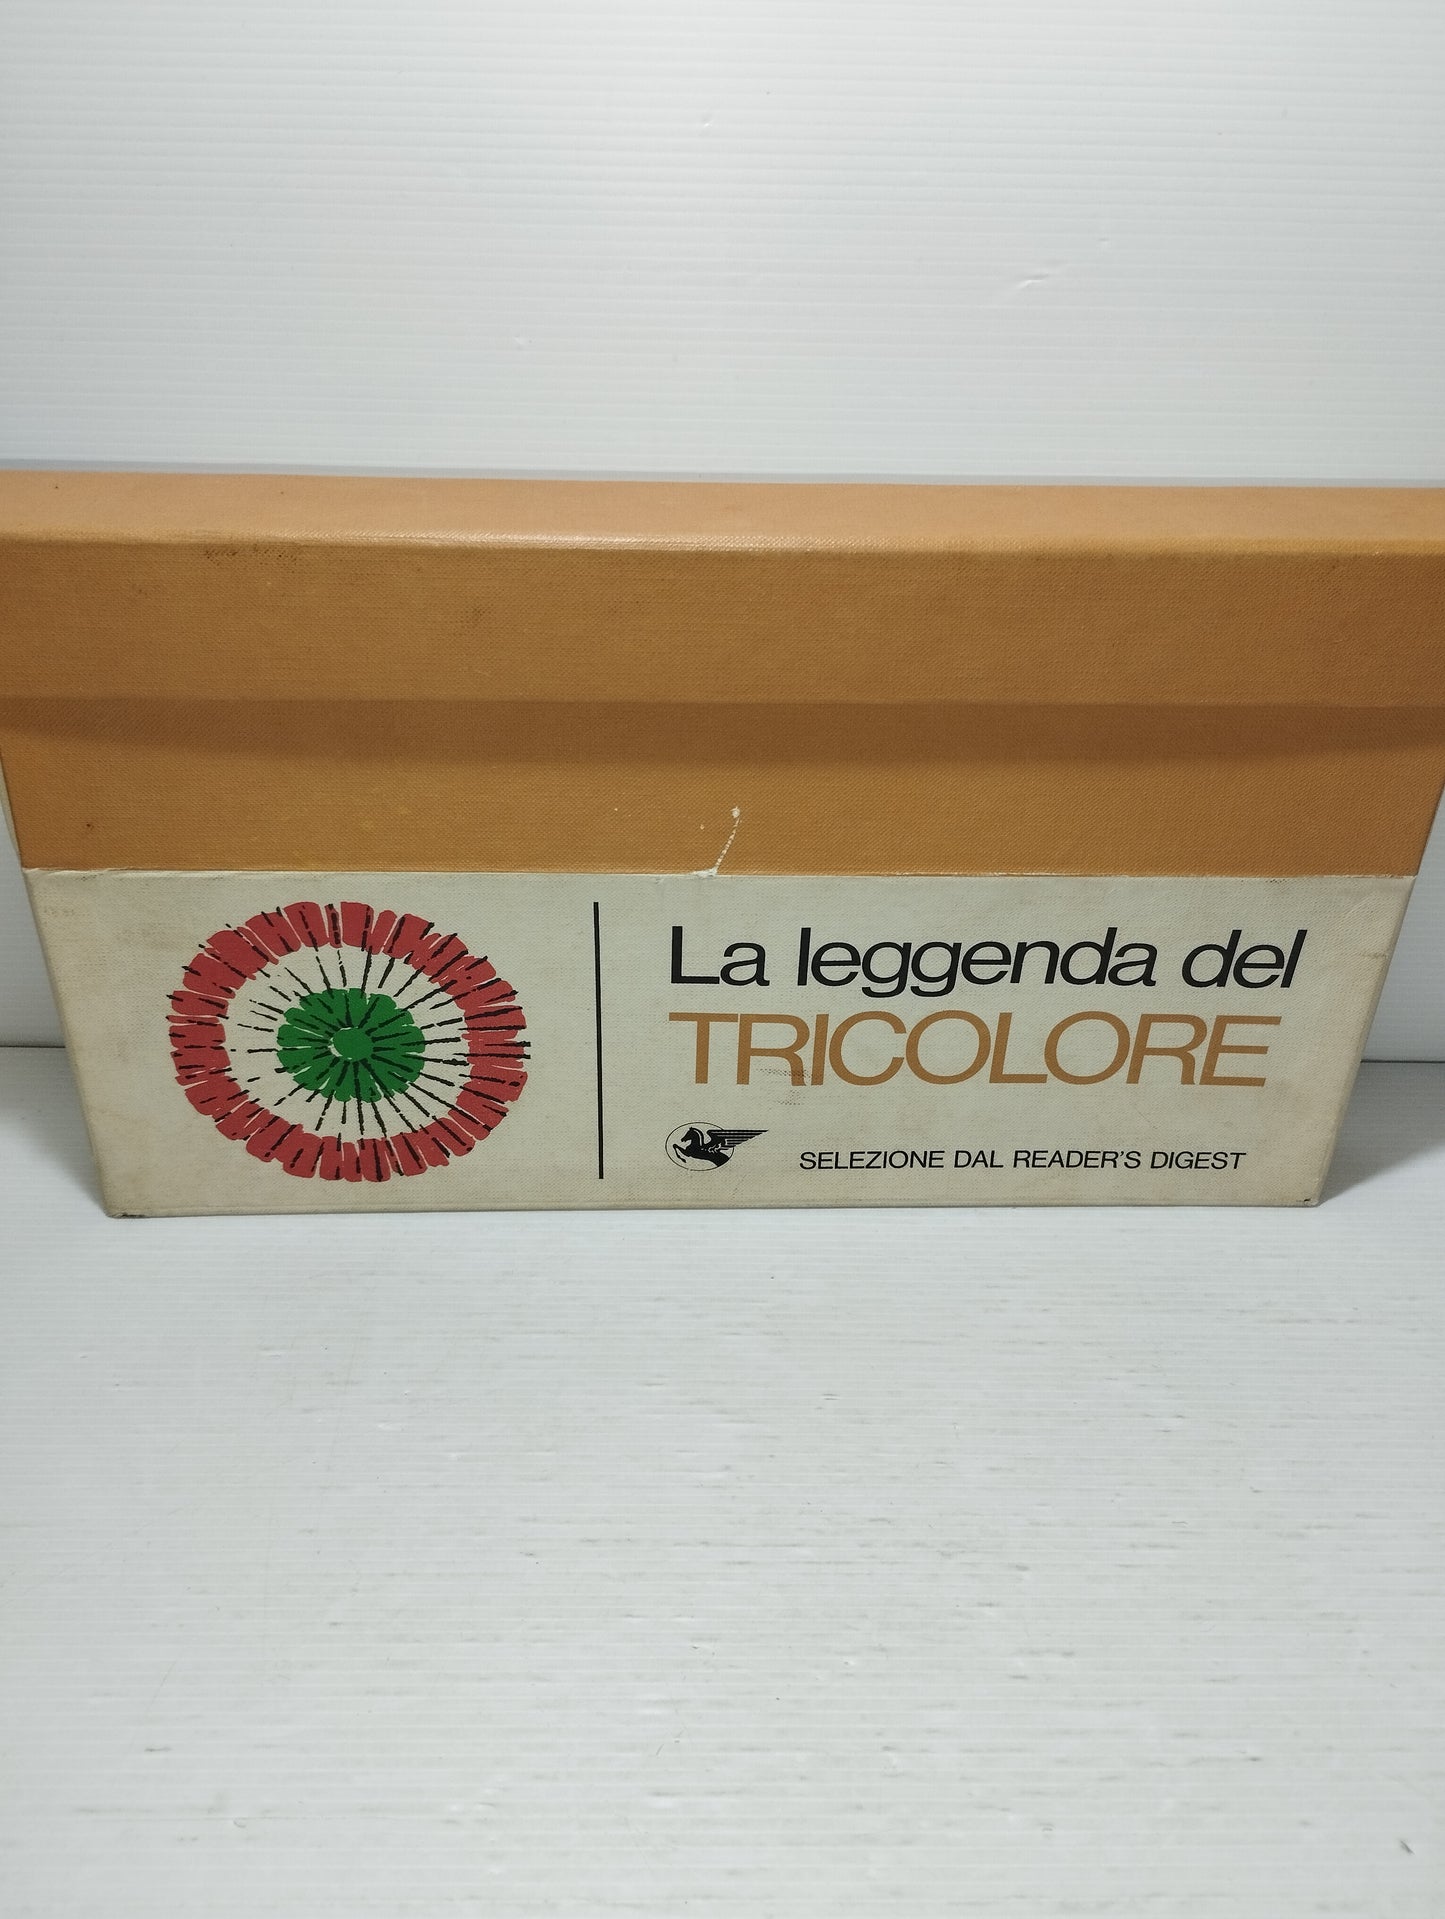 La leggenda del
TRICOLORE
SELEZIONE DAL READER'S DIGEST